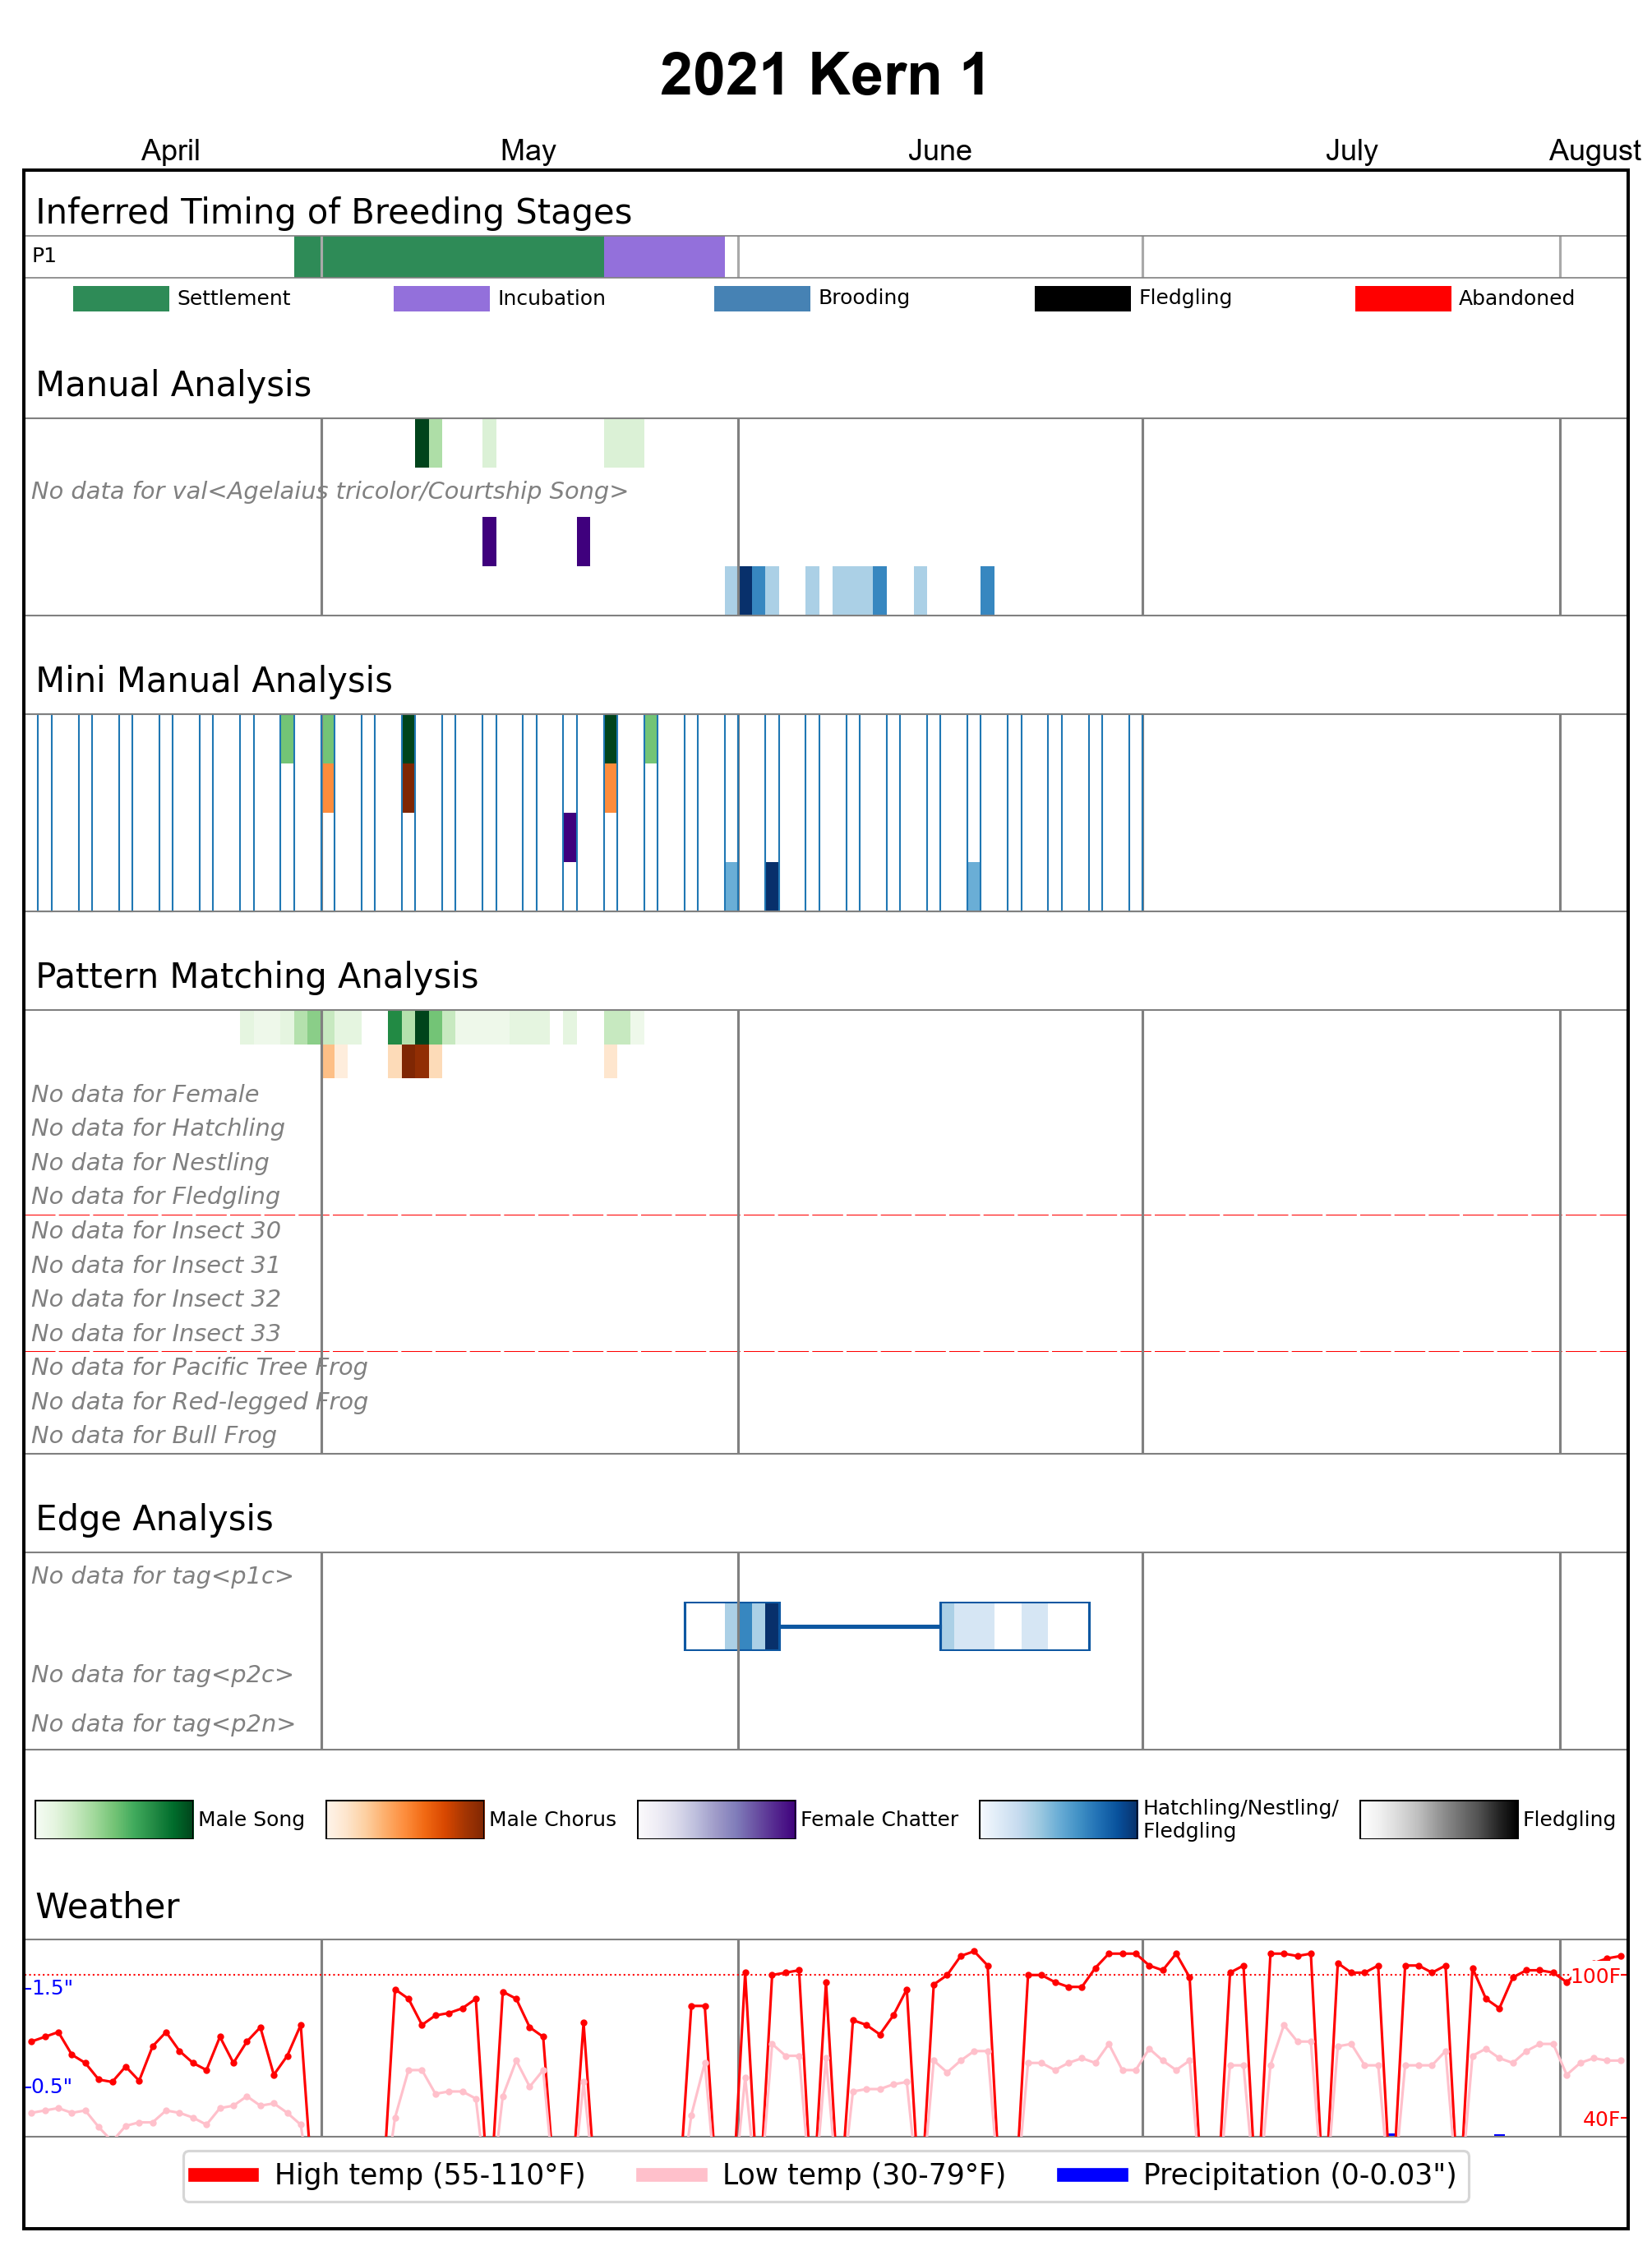 2021 Kern 1
April May June July August
Inferred Timing of Breeding Stages
P1
Settlement Incubation Brooding Fledgling Abandoned
Manual Analysis
No data for val<Agelaius tricolor/Courtship Song>
Mini Manual Analysis
Pattern Matching Analysis
No data for Female
No data for Hatchling
No data for Nestling
No data for Fledgling
No data for Insect 30
No data for Insect 31
No data for Insect 32
No data for Insect 33
No data for Pacific Tree Frog
No data for Red-legged Frog
No data for Bull Frog
Edge Analysis
No data for tag<p1c>
No data for tag<p2c>
No data for tag<p2n>
Male Song Male Chorus Female Chatter Hatchling/Nestling/
Fledgling Fledgling
Weather
1.5" 100F
0.5"
40F
High temp (55-110°F) Low temp (30-79°F) Precipitation (0-0.03")